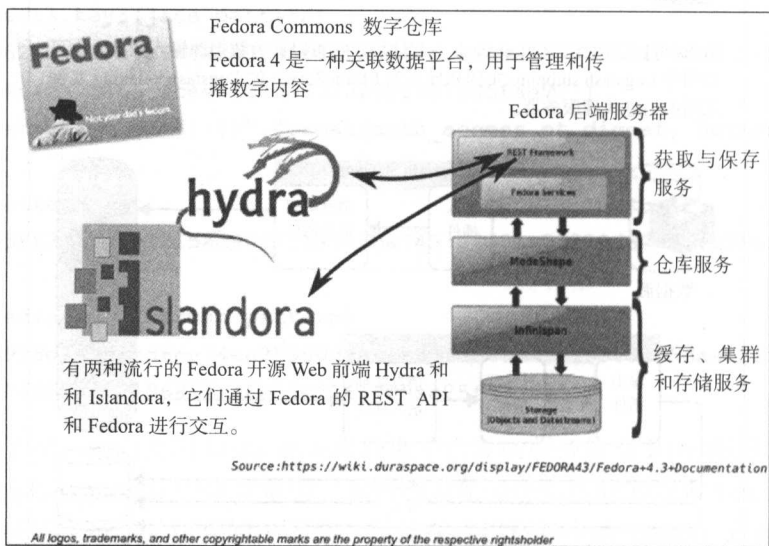 Fedora
Not your dad's fedora.
Fedora Commons 数字仓库
Fedora 4 是一种关联数据平台，用于管理和传
播数字内容
Fedora 后端服务器
REST Framework
Fedora Services
获取与保存
服务
hydra
ModeShape
仓库服务
Islandora
Infinispan
缓存、集群
和存储服务
Storage
(Objects and Datastreams)
有两种流行的 Fedora 开源 Web 前端 Hydra 和
和 Islandora，它们通过 Fedora 的 REST API
和 Fedora 进行交互。
Source:https://wiki.duraspace.org/display/FEDORA43/Fedora+4.3+Documentation
All logos, trademarks, and other copyrightable marks are the property of the respective rightsholder